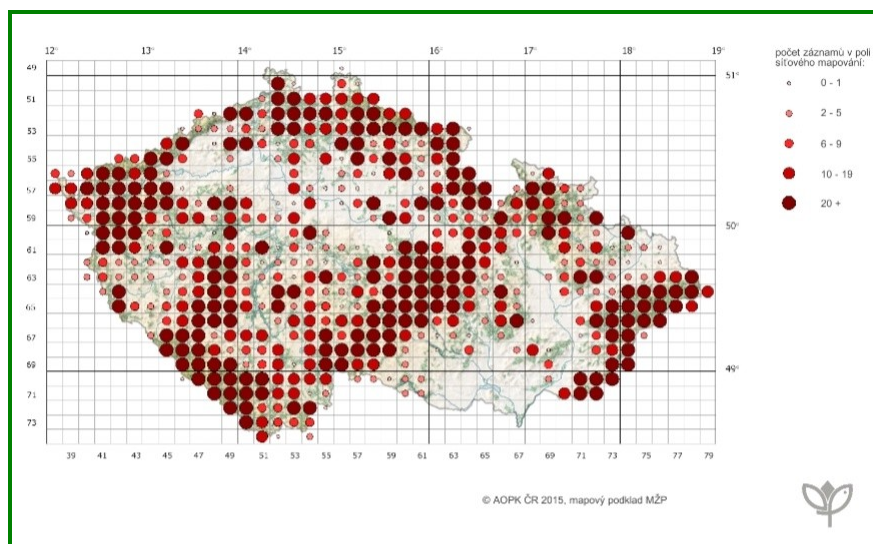 12° 13° 14° 15° 16° 17° 18° 19°
počet záznamů v poli
síťového mapování:
49
51°
0 - 1
51
2 - 5
53
6 - 9
55
10 - 19
57
20 +
59
50°
61
63
65
67
69
49°
71
73
39 41 43 45 47 49 51 53 55 57 59 61 63 65 67 69 71 73 75 77 79
© AOPK ČR 2015, mapový podklad MŽP